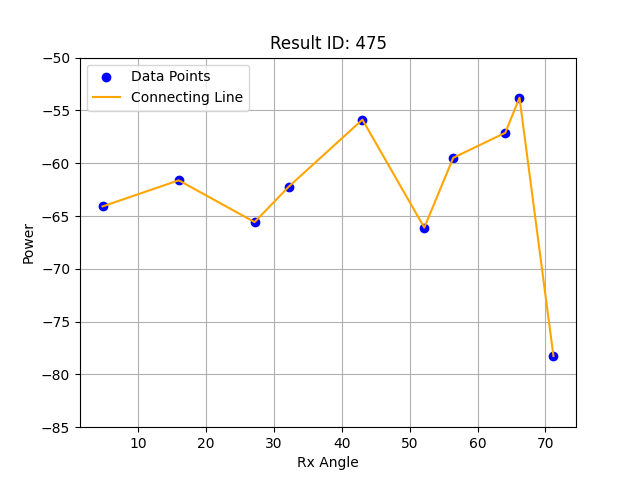 Result ID: 475
Data Points
Connecting Line
Power
−50
−55
−60
−65
−70
−75
−80
−85
10 20 30 40 50 60 70
Rx Angle